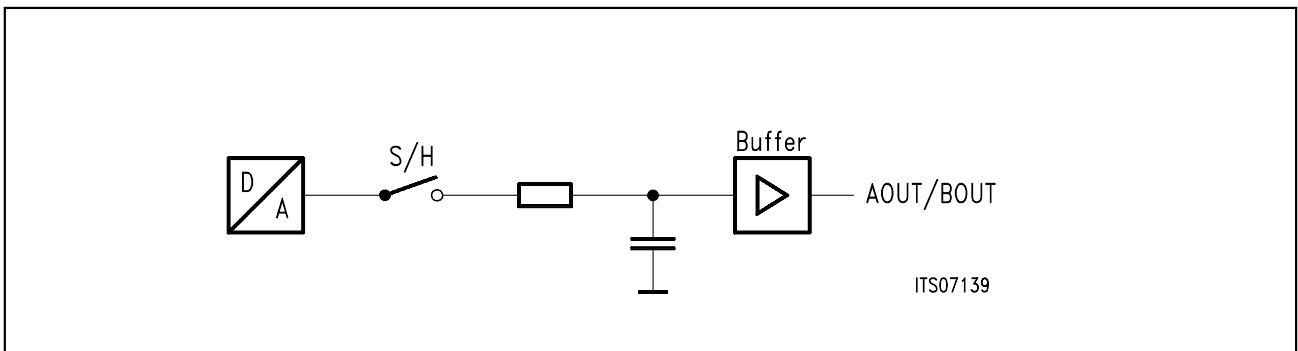 Buffer
S/H
D
A
AOUT/BOUT
ITS07139